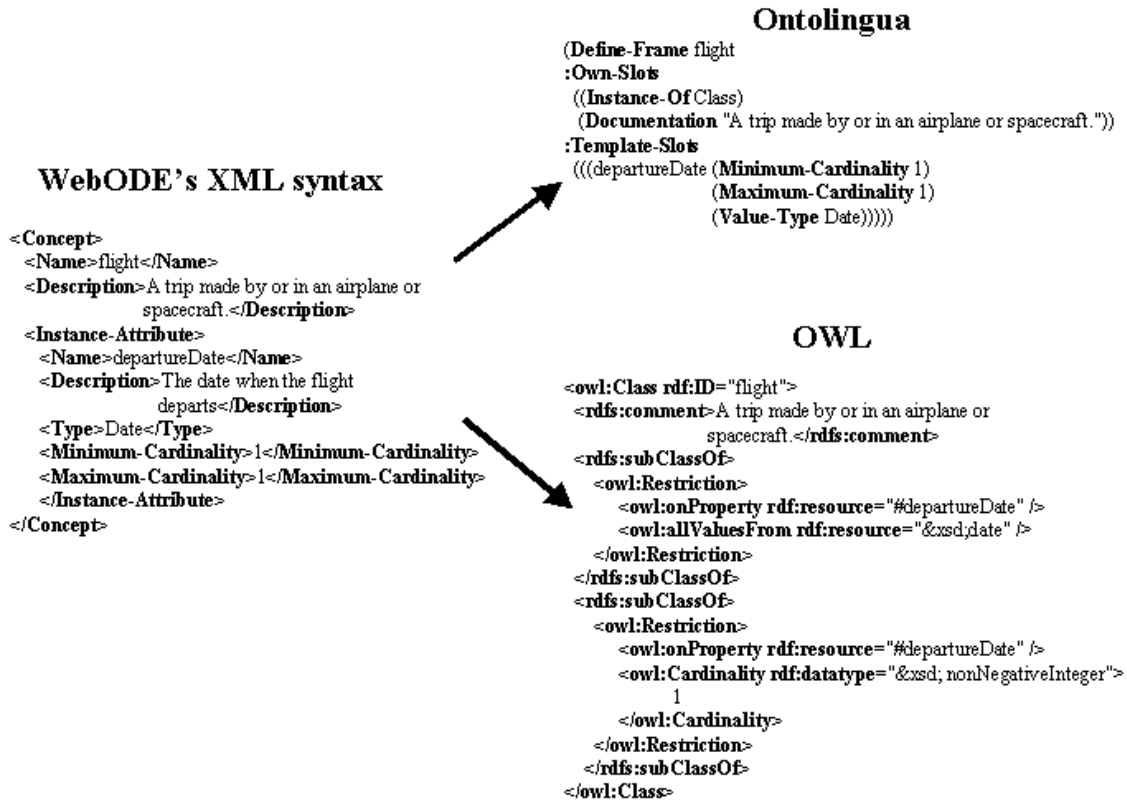 WebODE's XML syntax
<Concept>
<Name>flight</Name>
<Description>A trip made by or in an airplane or
spacecraft.</Description>
<Instance-Attribute>
<Name>departureDate</Name>
<Description>The date when the flight
departs</Description>
<Type>Date</Type>
<Minimum-Cardinality>1</Minimum-Cardinality>
<Maximum-Cardinality>1</Maximum-Cardinality>
</Instance-Attribute>
</Concept>
Ontolingua
(Define-Frame flight
:Own-Slots
((Instance-Of Class)
(Documentation "A trip made by or in an airplane or spacecraft."))
:Template-Slots
(((departureDate (Minimum-Cardinality 1)
(Maximum-Cardinality 1)
(Value-Type Date)))))
OWL
<owl:Class rdf:ID="flight">
<rdfs:comment>A trip made by or in an airplane or
spacecraft.</rdfs:comment>
<rdfs:subClassOf>
<owl:Restriction>
<owl:onProperty rdf:resource="#departureDate" />
<owl:allValuesFrom rdf:resource="&xsd;date" />
</owl:Restriction>
</rdfs:subClassOf>
<rdfs:subClassOf>
<owl:Restriction>
<owl:onProperty rdf:resource="#departureDate" />
<owl:Cardinality rdf:datatype="&xsd; nonNegativeInteger">
1
</owl:Cardinality>
</owl:Restriction>
</rdfs:subClassOf>
</owl:Class>